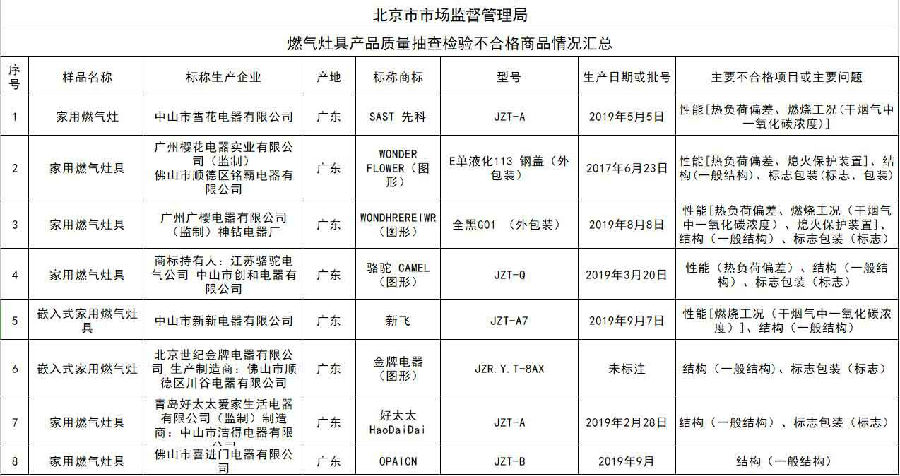 北京市市场监督管理局
燃气灶具产品质量抽查检验不合格商品情况汇总
序号 样品名称 标称生产企业 产地 标称商标 型号 生产日期或批号 主要不合格项目或主要问题
1 家用燃气灶 中山市雪花电器有限公司 广东 SAST 先科 JZT-A 2019年5月5日 性能[热负荷偏差、燃烧工况(干烟气中一氧化碳浓度)]
2 家用燃气灶具 广州樱花电器实业有限公司(监制) 佛山市顺德区铭霸电器有限公司 广东 WONDER FLOWER(图形) E单液化113 钢盖(外包装) 2017年6月23日 性能[热负荷偏差、熄火保护装置]、结构(一般结构)、标志包装(标志、包装)
3 家用燃气灶具 广州广樱电器有限公司(监制)神钻电器厂 广东 WONDHREREIWR(图形) 全黑G01 (外包装) 2019年8月8日 性能[热负荷偏差、燃烧工况(干烟气中一氧化碳浓度)、熄火保护装置]、结构(一般结构)、标志包装(标志)
4 家用燃气灶具 商标持有人：江苏骆驼电气公司 中山市创和电器有限公司 广东 骆驼 CAMEL(图形) JZT-Q 2019年3月20日 性能(热负荷偏差)、结构(一般结构)、标志包装(标志)
5 嵌入式家用燃气灶具 中山市新新电器有限公司 广东 新飞 JZT-A7 2019年9月7日 性能[燃烧工况(干烟气中一氧化碳浓度)]、结构(一般结构)
6 嵌入式家用燃气灶 北京世纪金牌电器有限公司 生产制造商：佛山市顺德区川谷电器有限公司 广东 金牌电器(图形) JZR.Y.T-8AX 未标注 结构(一般结构)、标志包装(标志)
7 家用燃气灶具 青岛好太太爱家生活电器有限公司(监制)制造商：中山市洁得电器有限公司 广东 好太太 HaoDaiDai JZT-A 2019年2月28日 结构(一般结构)、标志包装(标志)
8 家用燃气灶具 佛山市喜进门电器有限公司 广东 OPAICN JZT-B 2019年9月 结构(一般结构)